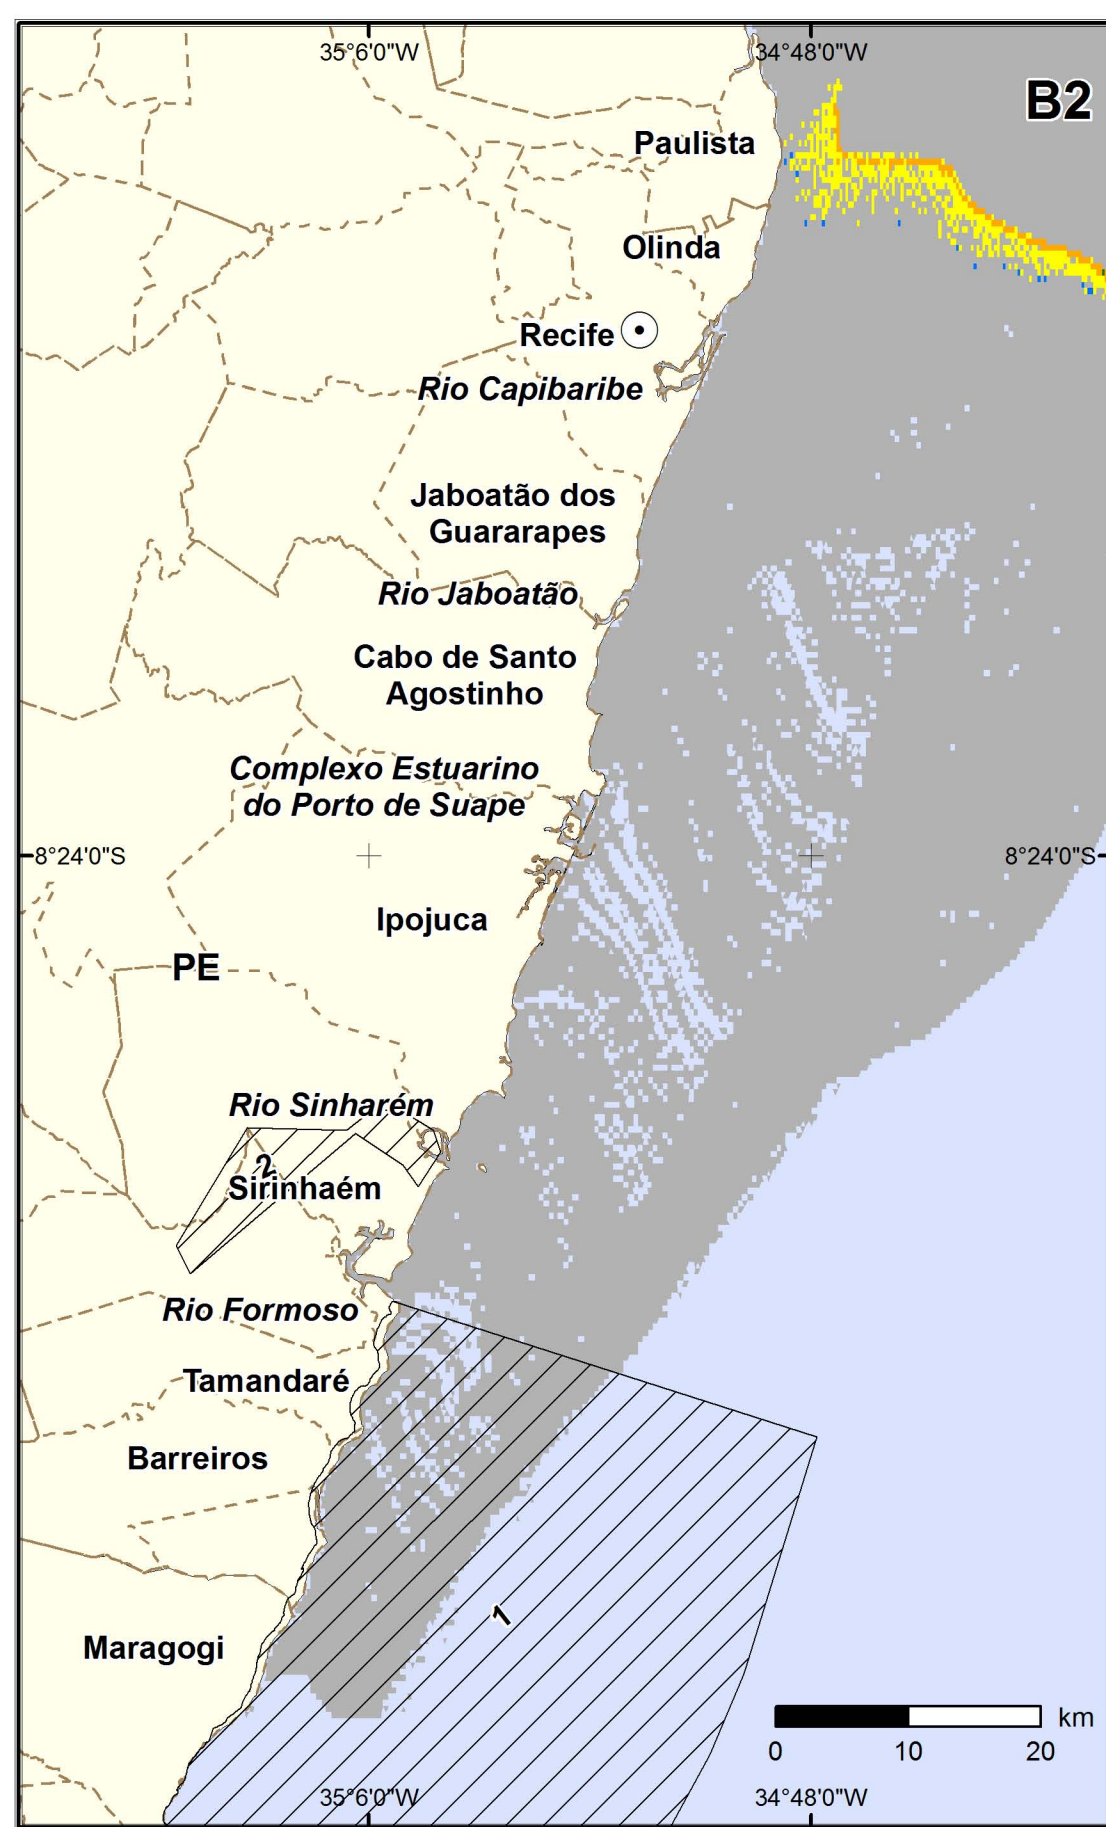 35°6'0"W
34°48'0"W
B2
Paulista
Olinda
Recife
Rio Capibaribe
Jaboatão dos
Guararapes
Rio Jaboatão
Cabo de Santo
Agostinho
Complexo Estuarino
do Porto de Suape
8°24'0"S
8°24'0"S
Ipojuca
PE
Rio Sinharém
2
Sirinhaém
Rio Formoso
Tamandaré
Barreiros
1
Maragogi
km
0
10
20
35°6'0"W
34°48'0"W